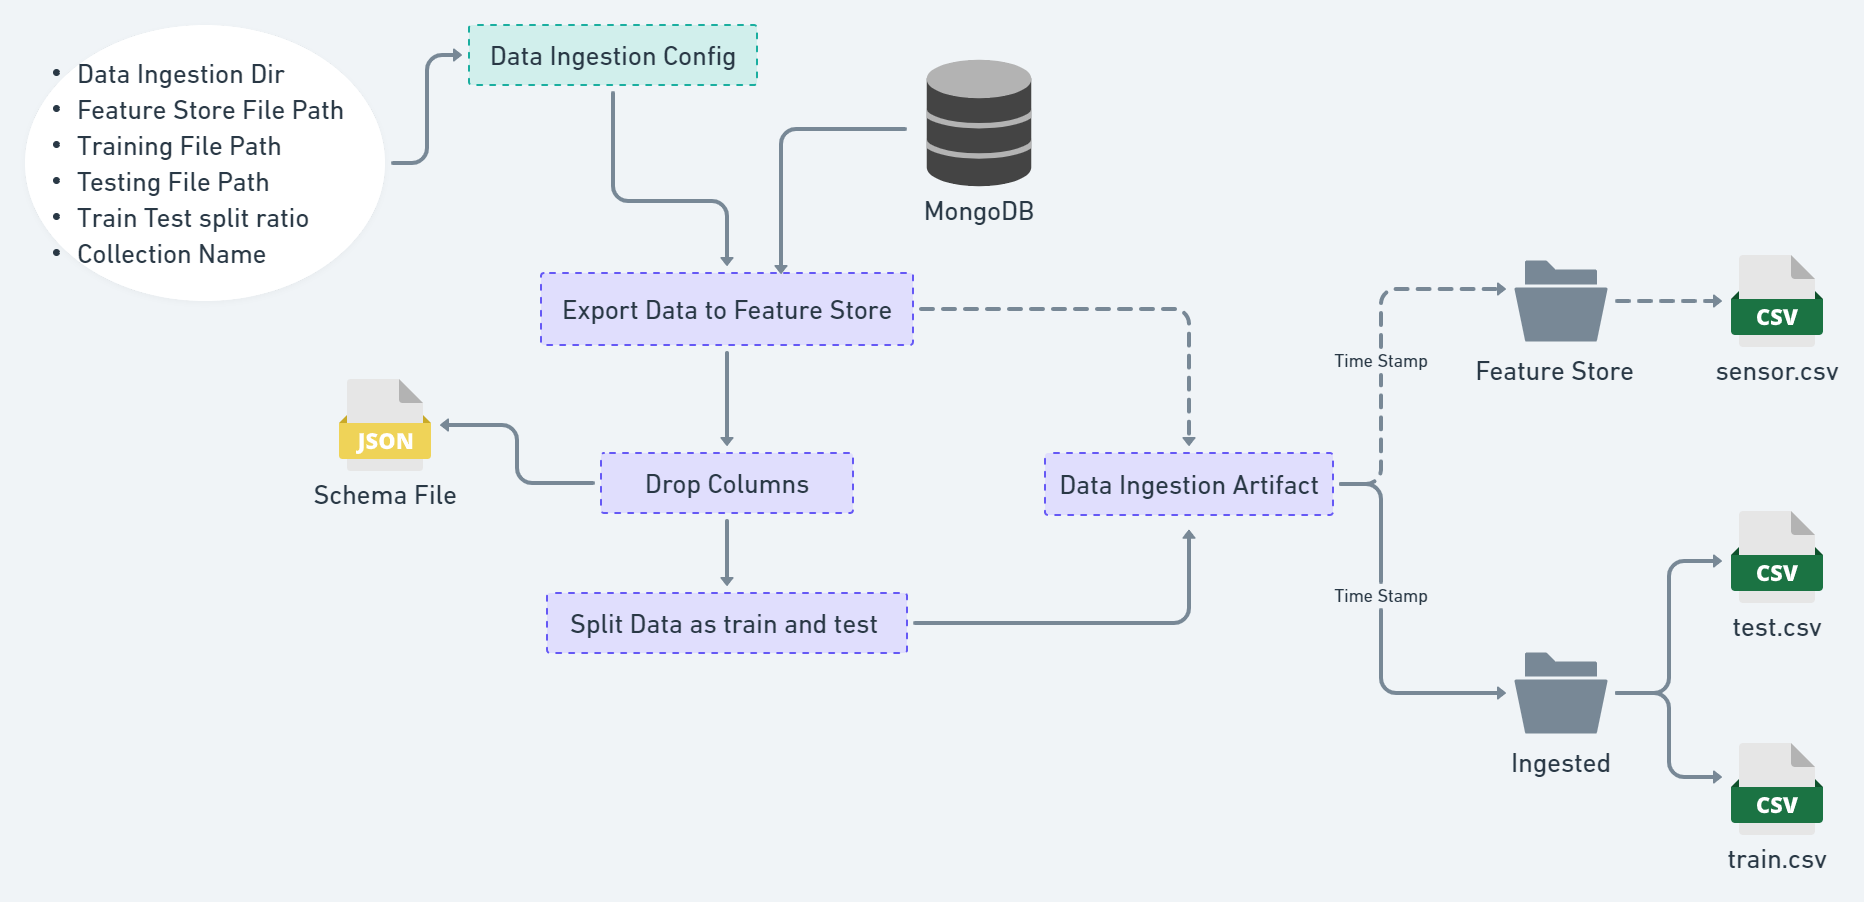 • Data Ingestion Dir
• Feature Store File Path
• Training File Path
• Testing File Path
• Train Test split ratio
• Collection Name
Data Ingestion Config
MongoDB
Export Data to Feature Store
JSON
Schema File
Drop Columns
Split Data as train and test
Data Ingestion Artifact
Time Stamp
Feature Store
CSV
sensor.csv
Time Stamp
Ingested
CSV
test.csv
CSV
train.csv